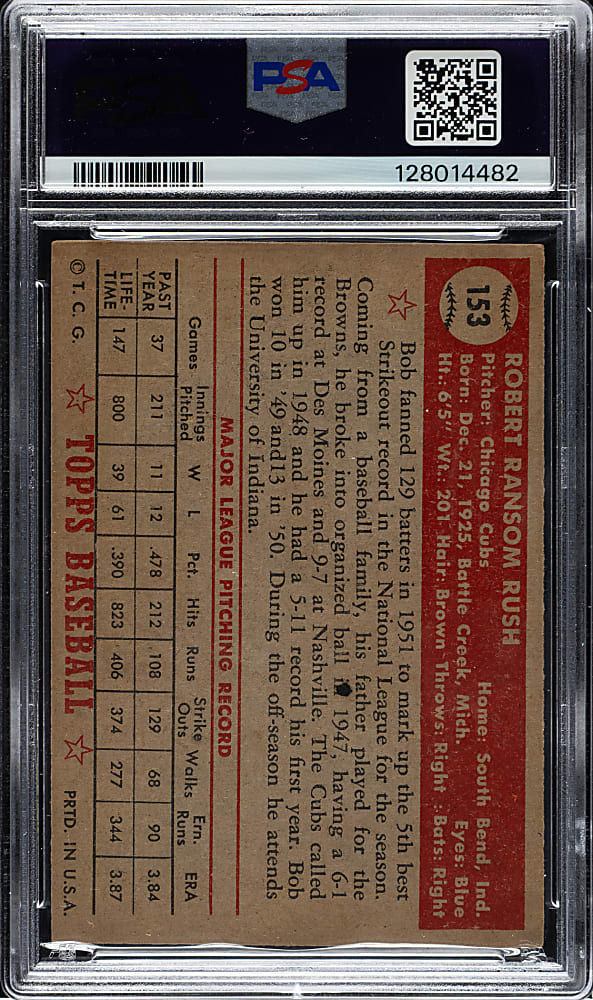 PSA
128014482
153
ROBERT RANSOM RUSH
Pitcher: Chicago Cubs Home: South Bend, Ind.
Born: Dec. 21, 1925, Battle Creek, Mich. Eyes: Blue
Ht.: 6'5" Wt.: 201 Hair: Brown Throws: Right Bats: Right
Bob fanned 129 batters in 1951 to mark up the 5th best
Strikeout record in the National League for the season.
Coming from a baseball family, his father played for the
Browns, he broke into organized ball in 1947, having a 6-1
record at Des Moines and 9-7 at Nashville. The Cubs called
him up in 1948 and he had a 5-11 record his first year. Bob
won 10 in '49 and 13 in '50. During the off-season he attends
the University of Indiana.
MAJOR LEAGUE PITCHING RECORD
Games Innings Pitched W L Pct. Hits Runs Strike Outs Walks Ern. Runs ERA
PAST YEAR 37 211 11 12 .478 212 108 129 68 90 3.84
LIFE-TIME 147 800 39 61 .390 823 406 374 277 344 3.87
© T. C. G. TOPPS BASEBALL PRTD. IN U.S.A.